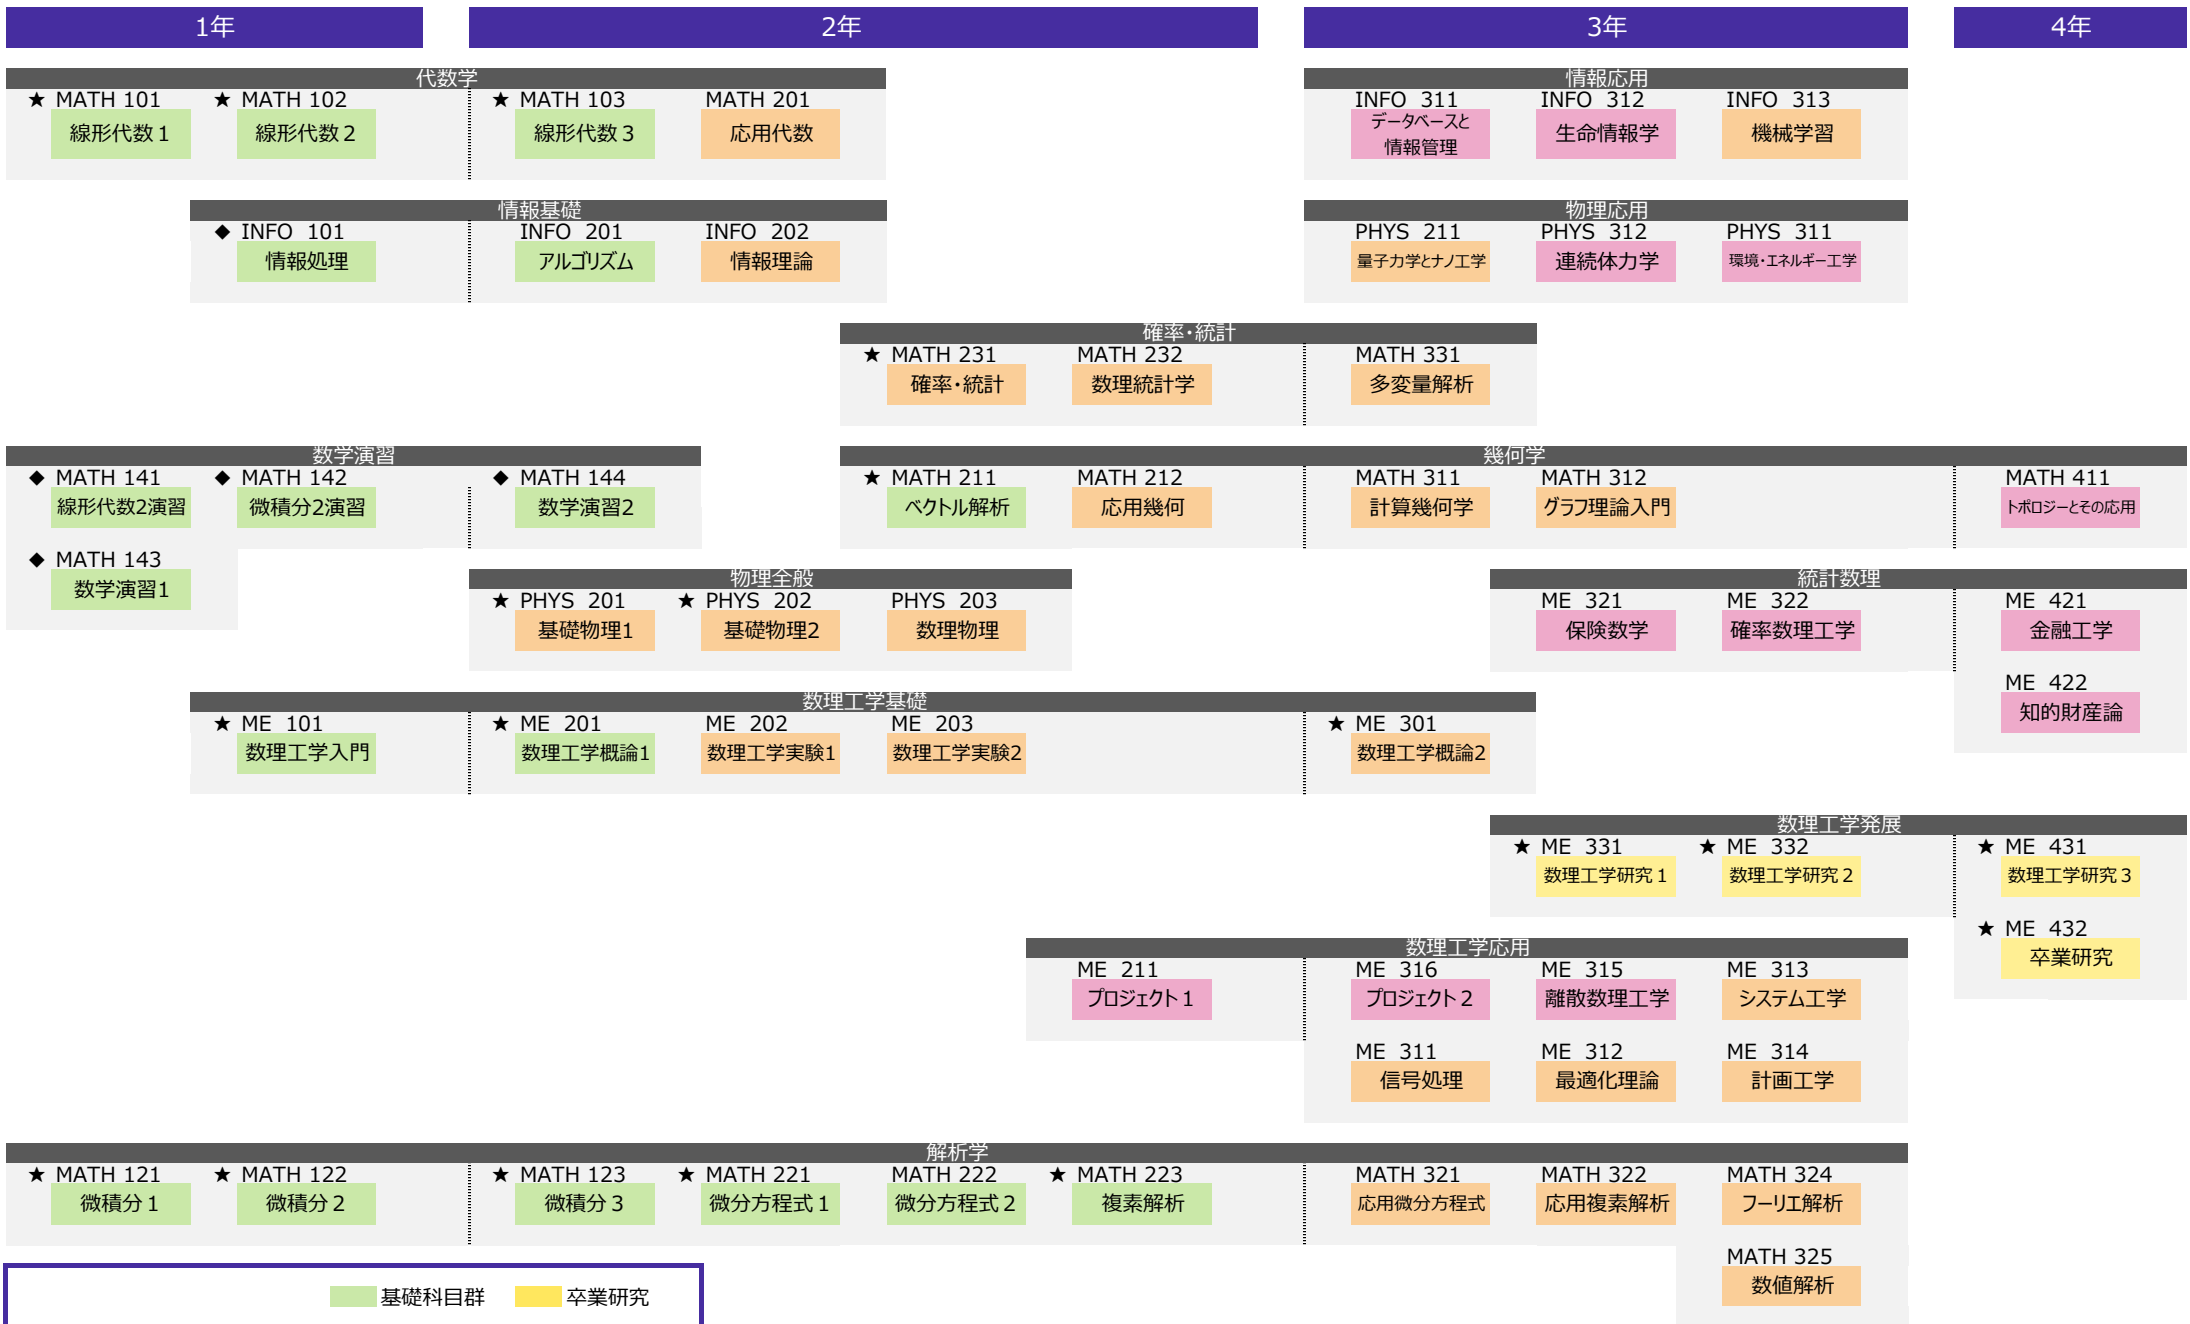 1年 2年 3年 4年
代数学
★ MATH 101 ★ MATH 102 ★ MATH 103 MATH 201
線形代数１ 線形代数２ 線形代数３ 応用代数
情報応用
INFO 311 INFO 312 INFO 313
データベースと
情報管理
生命情報学 機械学習
情報基礎
◆ INFO 101 INFO 201 INFO 202
情報処理 アルゴリズム 情報理論
物理応用
PHYS 211 PHYS 312 PHYS 311
量子力学とナノ工学 連続体力学 環境・エネルギー工学
確率・統計
★ MATH 231 MATH 232 MATH 331
確率・統計 数理統計学 多変量解析
数学演習
◆ MATH 141 ◆ MATH 142 ◆ MATH 144
線形代数2演習 微積分2演習 数学演習2
◆ MATH 143
数学演習1
幾何学
★ MATH 211 MATH 212 MATH 311 MATH 312 MATH 411
ベクトル解析 応用幾何 計算幾何学 グラフ理論入門 トポロジーとその応用
物理全般
★ PHYS 201 ★ PHYS 202 PHYS 203
基礎物理1 基礎物理2 数理物理
統計数理
ME 321 ME 322 ME 421
保険数学 確率数理工学 金融工学
ME 422
知的財産論
数理工学基礎
★ ME 101 ★ ME 201 ME 202 ME 203 ★ ME 301
数理工学入門 数理工学概論1 数理工学実験1 数理工学実験2 数理工学概論2
数理工学発展
★ ME 331 ★ ME 332 ★ ME 431
数理工学研究１ 数理工学研究２ 数理工学研究３
★ ME 432
卒業研究
数理工学応用
ME 211 ME 316 ME 315 ME 313
プロジェクト１ プロジェクト２ 離散数理工学 システム工学
ME 311 ME 312 ME 314
信号処理 最適化理論 計画工学
解析学
★ MATH 121 ★ MATH 122 ★ MATH 123 ★ MATH 221 MATH 222 ★ MATH 223 MATH 321 MATH 322 MATH 324
微積分１ 微積分２ 微積分３ 微分方程式１ 微分方程式２ 複素解析 応用微分方程式 応用複素解析 フーリエ解析
MATH 325
数値解析
基礎科目群 卒業研究